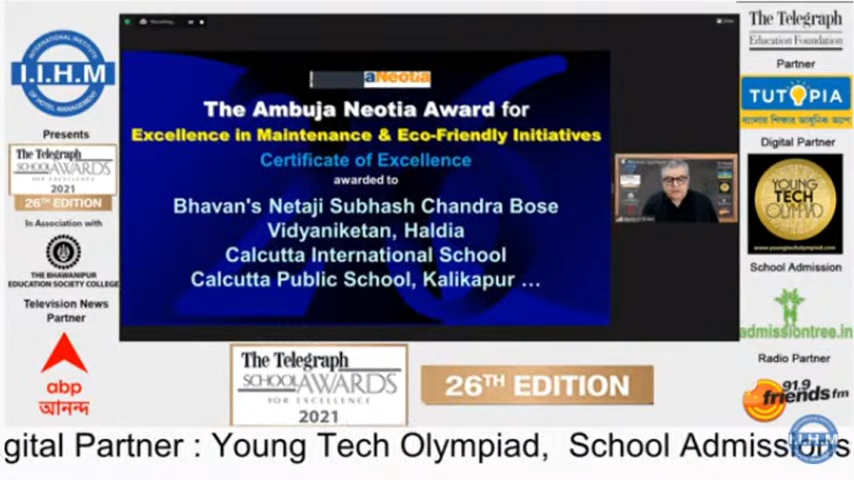 INTERNATIONAL INSTITUTE
I.I.H.M
OF HOTEL MANAGEMENT
Presents
The Telegraph
SCHOOL AWARDS
FOR EXCELLENCE
2021
26TH EDITION
In Association with
THE BHAWANIPUR
EDUCATION SOCIETY COLLEGE
Television News
Partner
abp
আনন্দ
Recording...
aNeotia
The Ambuja Neotia Award for
Excellence in Maintenance & Eco-Friendly Initiatives
Certificate of Excellence
awarded to
Bhavan's Netaji Subhash Chandra Bose
Vidyaniketan, Haldia
Calcutta International School
Calcutta Public School, Kalikapur ...
The Telegraph
Education Foundation
Partner
TUTOPIA
বাংলায় শিক্ষার আধুনিক অ্যাপ
Digital Partner
YOUNG
TECH
OLYMPIAD
www.youngtecholympiad.com
School Admission
admissiontree.in
Radio Partner
91.9
friends fm
The Telegraph
SCHOOL AWARDS
FOR EXCELLENCE
2021
26TH EDITION
gital Partner : Young Tech Olympiad, School Admissions
I.I.H.M